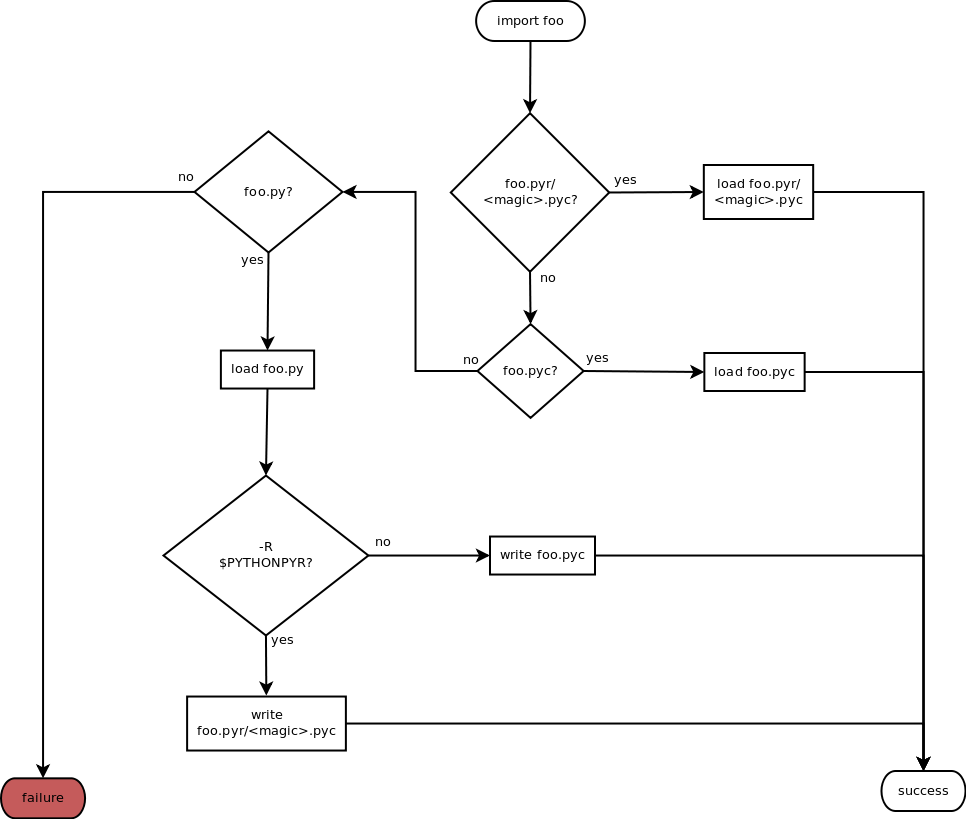 import foo
no
foo.py?
yes
foo.pyr/
<magic>.pyc?
yes
load foo.pyr/
<magic>.pyc
no
foo.pyc?
no
yes
load foo.pyc
load foo.py
-R
$PYTHONPYR?
no
write foo.pyc
yes
write
foo.pyr/<magic>.pyc
failure
success